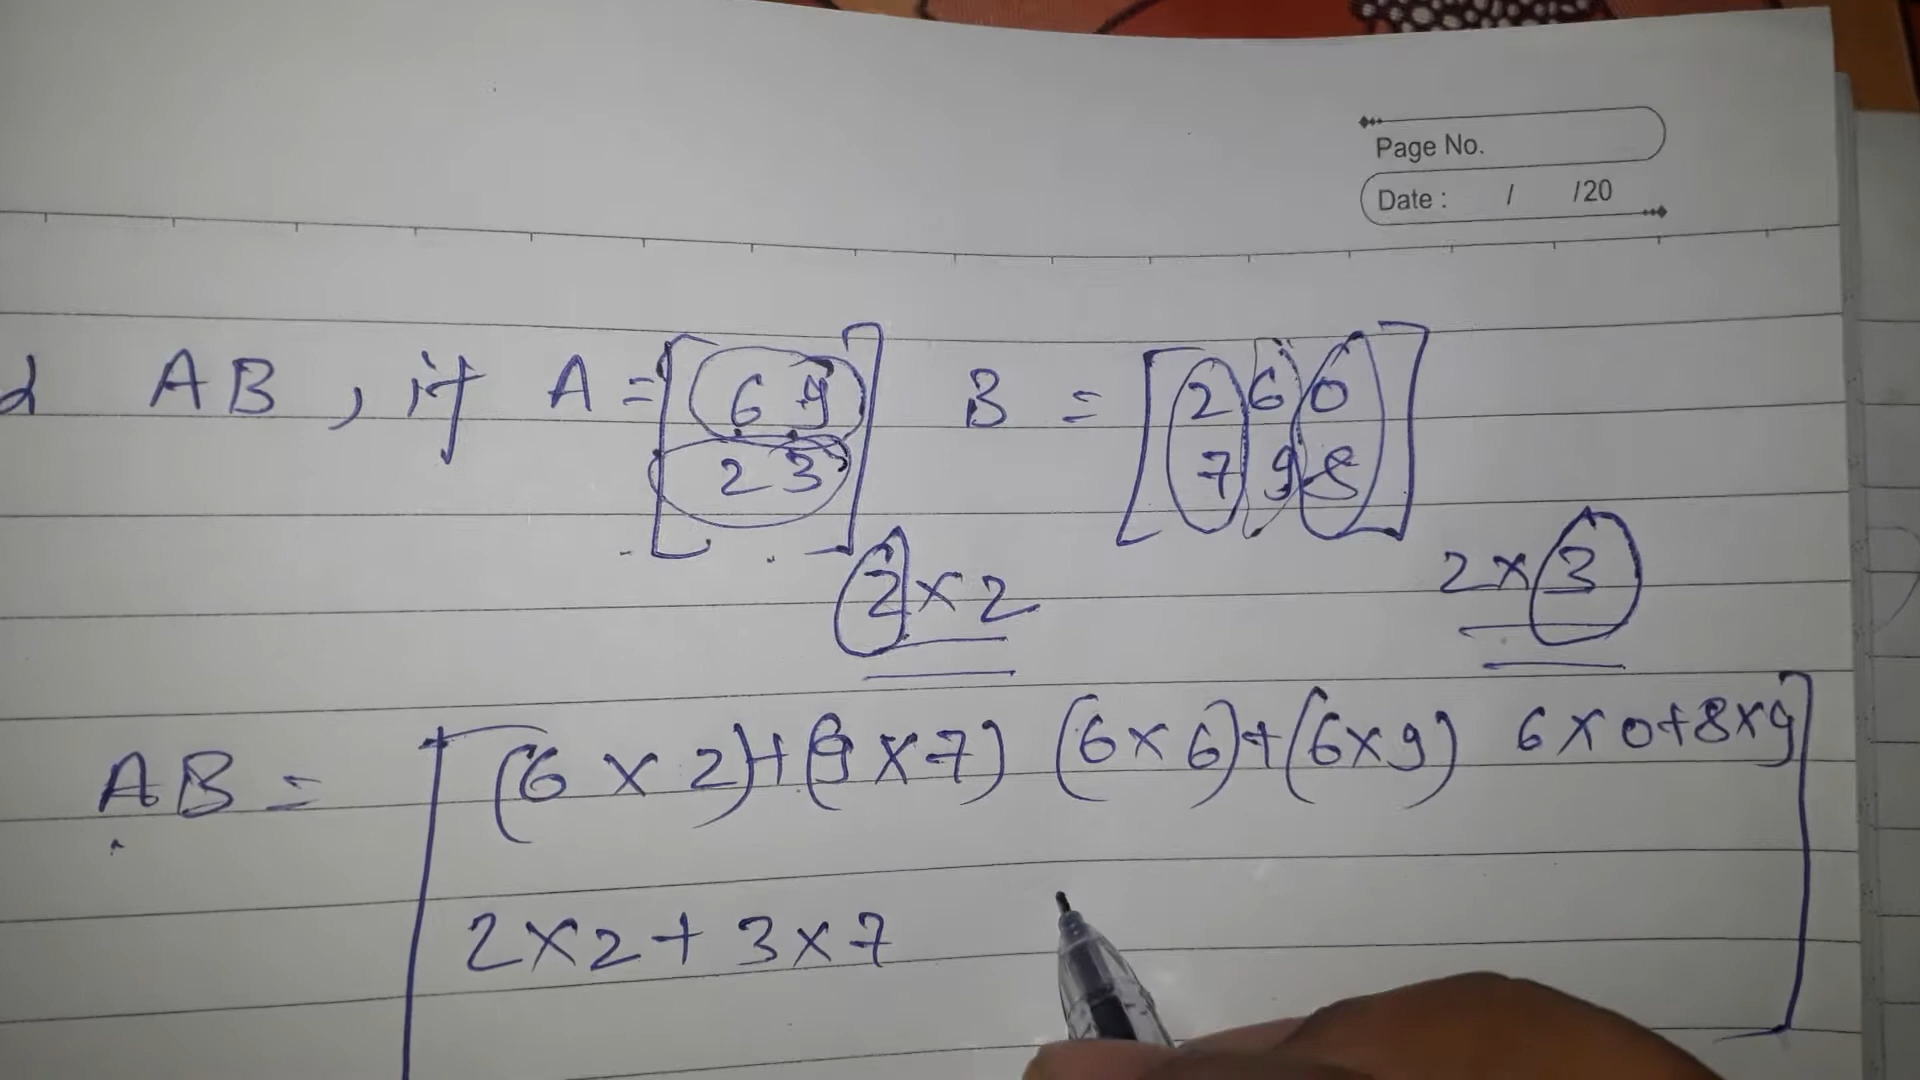 Page No.
Date : / /20
d AB, if A = [ 6 9 B = [ 2 6 0
2 3 ] 7 9 8 ]
2 x 2 2 x 3
AB = [ (6 x 2)+(9 x 7) (6 x 6)+(6 x 9) 6 x 0+8 x 9
2 x 2 + 3 x 7 ]